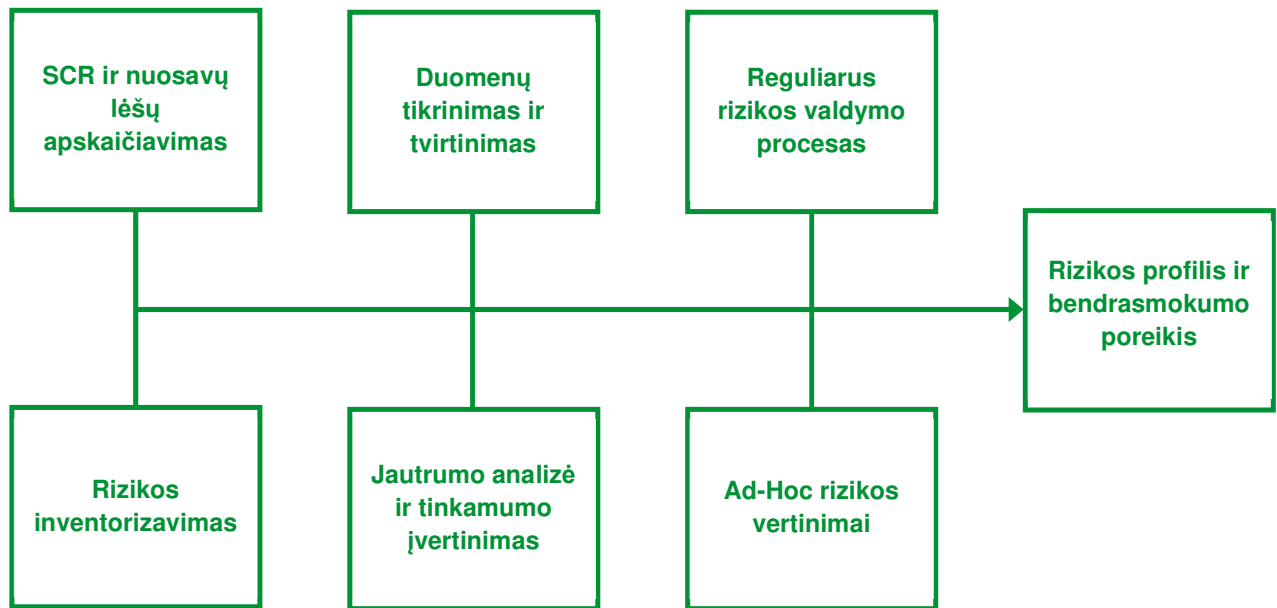 SCR ir nuosavų
lėšų
apskaičiavimas
Duomenų
tikrinimas ir
tvirtinimas
Reguliarus
rizikos valdymo
procesas
Rizikos profilis ir
bendrasmokumo
poreikis
Rizikos
inventorizavimas
Jautrumo analizė
ir tinkamumo
įvertinimas
Ad-Hoc rizikos
vertinimai